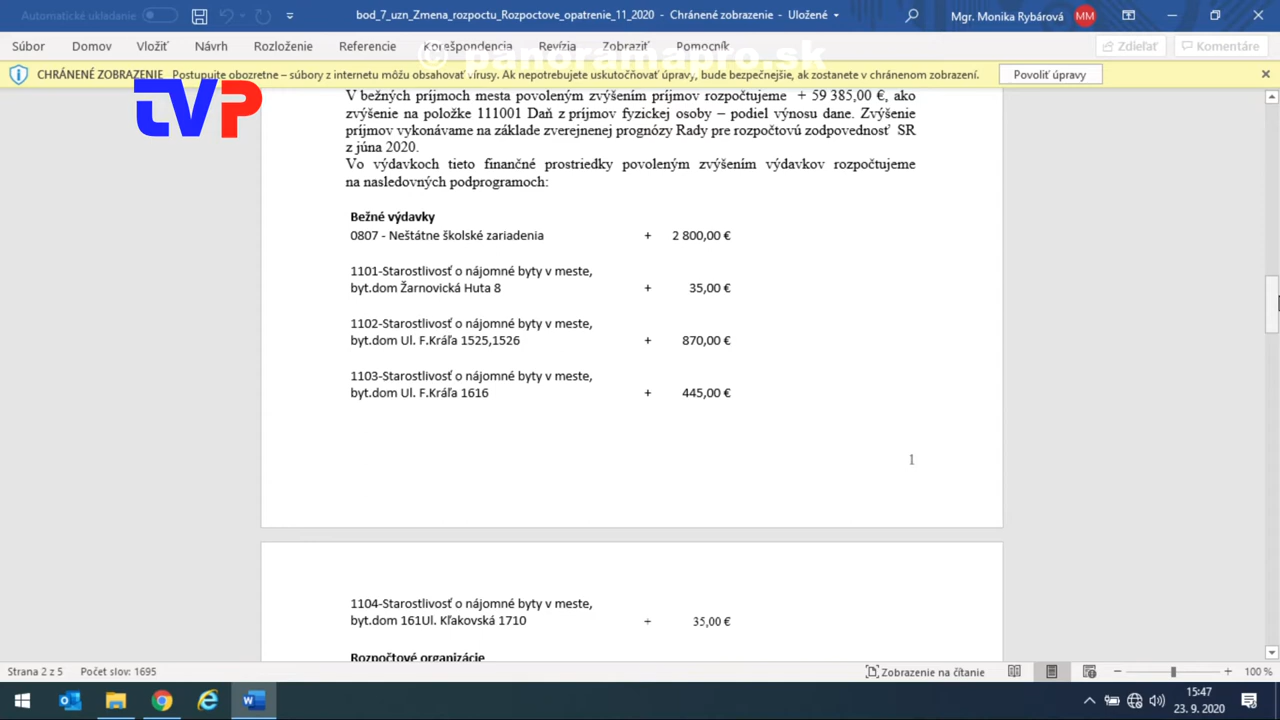 Automatické ukladanie
bod_7_uzn_Zmena_rozpoctu_Rozpoctove_opatrenie_11_2020 - Chránené zobrazenie - Uložené
Mgr. Monika Rybárová
MM
Súbor Domov Vložiť Návrh Rozloženie Referencie Korešpondencia Revízia Zobraziť Pomocník Zdieľať Komentáre
© panoramapro.sk
CHRÁNENÉ ZOBRAZENIE Postupujte obozretne – súbory z internetu môžu obsahovať vírusy. Ak nepotrebujete uskutočňovať úpravy, bude bezpečnejšie, ak zostanete v chránenom zobrazení. Povoliť úpravy
TVP
V bežných príjmoch mesta povoleným zvýšením príjmov rozpočtujeme + 59 385,00 €, ako
zvýšenie na položke 111001 Daň z príjmov fyzickej osoby – podiel výnosu dane. Zvýšenie
príjmov vykonávame na základe zverejnenej prognózy Rady pre rozpočtovú zodpovednosť SR
z júna 2020.
Vo výdavkoch tieto finančné prostriedky povoleným zvýšením výdavkov rozpočtujeme
na nasledovných podprogramoch:
Bežné výdavky
0807 - Neštátne školské zariadenia + 2 800,00 €
1101-Starostlivosť o nájomné byty v meste,
byt.dom Žarnovická Huta 8 + 35,00 €
1102-Starostlivosť o nájomné byty v meste,
byt.dom Ul. F.Kráľa 1525,1526 + 870,00 €
1103-Starostlivosť o nájomné byty v meste,
byt.dom Ul. F.Kráľa 1616 + 445,00 €
1
1104-Starostlivosť o nájomné byty v meste,
byt.dom 161Ul. Kľakovská 1710 + 35,00 €
Rozpočtové organizácie
Strana 2 z 5 Počet slov: 1695 Zobrazenie na čítanie 100 %
15:47
23. 9. 2020